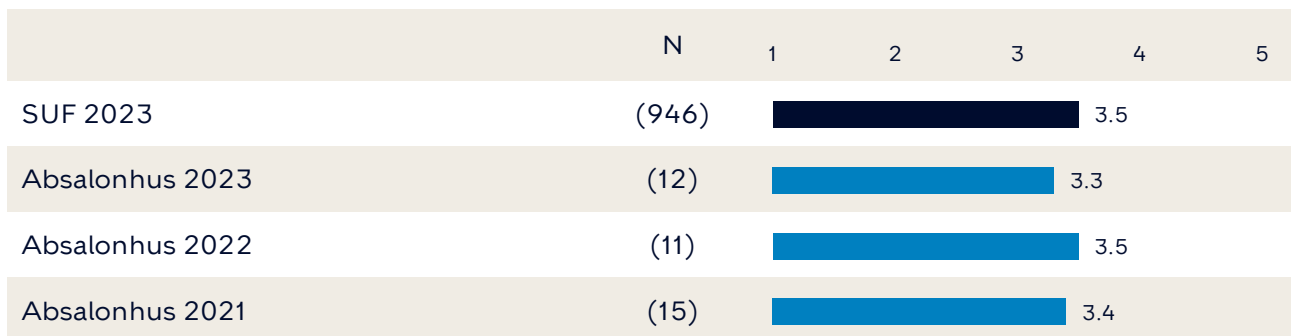 N 1 2 3 4 5
SUF 2023 (946) 3.5
Absalonhus 2023 (12) 3.3
Absalonhus 2022 (11) 3.5
Absalonhus 2021 (15) 3.4